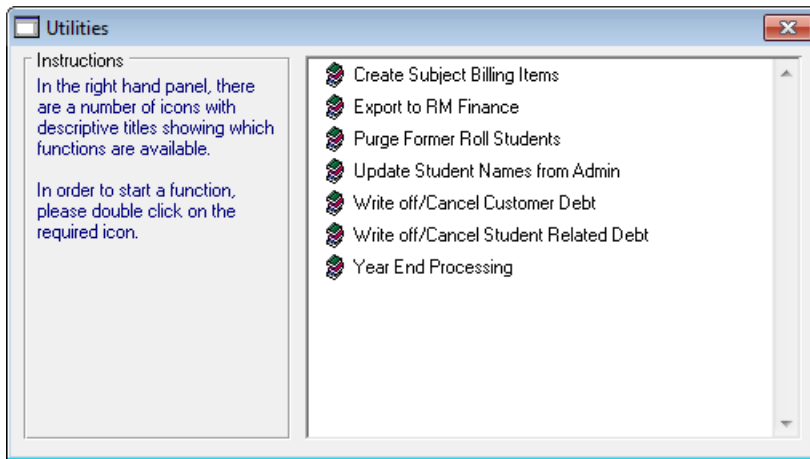 Utilities
Instructions
In the right hand panel, there
are a number of icons with
descriptive titles showing which
functions are available.
In order to start a function,
please double click on the
required icon.
Create Subject Billing Items
Export to RM Finance
Purge Former Roll Students
Update Student Names from Admin
Write off/Cancel Customer Debt
Write off/Cancel Student Related Debt
Year End Processing